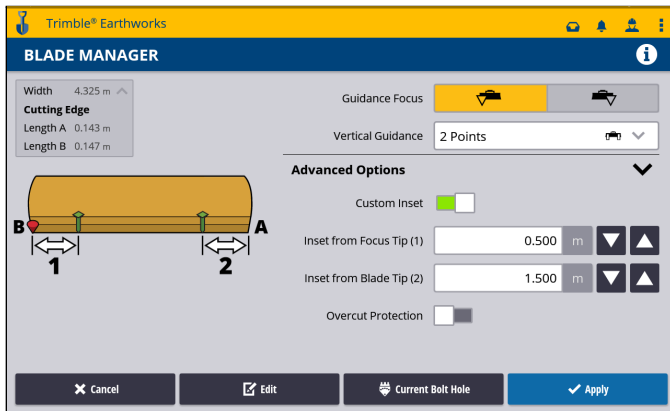 Trimble® Earthworks
BLADE MANAGER
Width 4.325 m
Cutting Edge
Length A 0.143 m
Length B 0.147 m
Guidance Focus
Vertical Guidance 2 Points
Advanced Options
Custom Inset
B A
1 2
Inset from Focus Tip (1) 0.500 m
Inset from Blade Tip (2) 1.500 m
Overcut Protection
Cancel Edit Current Bolt Hole Apply